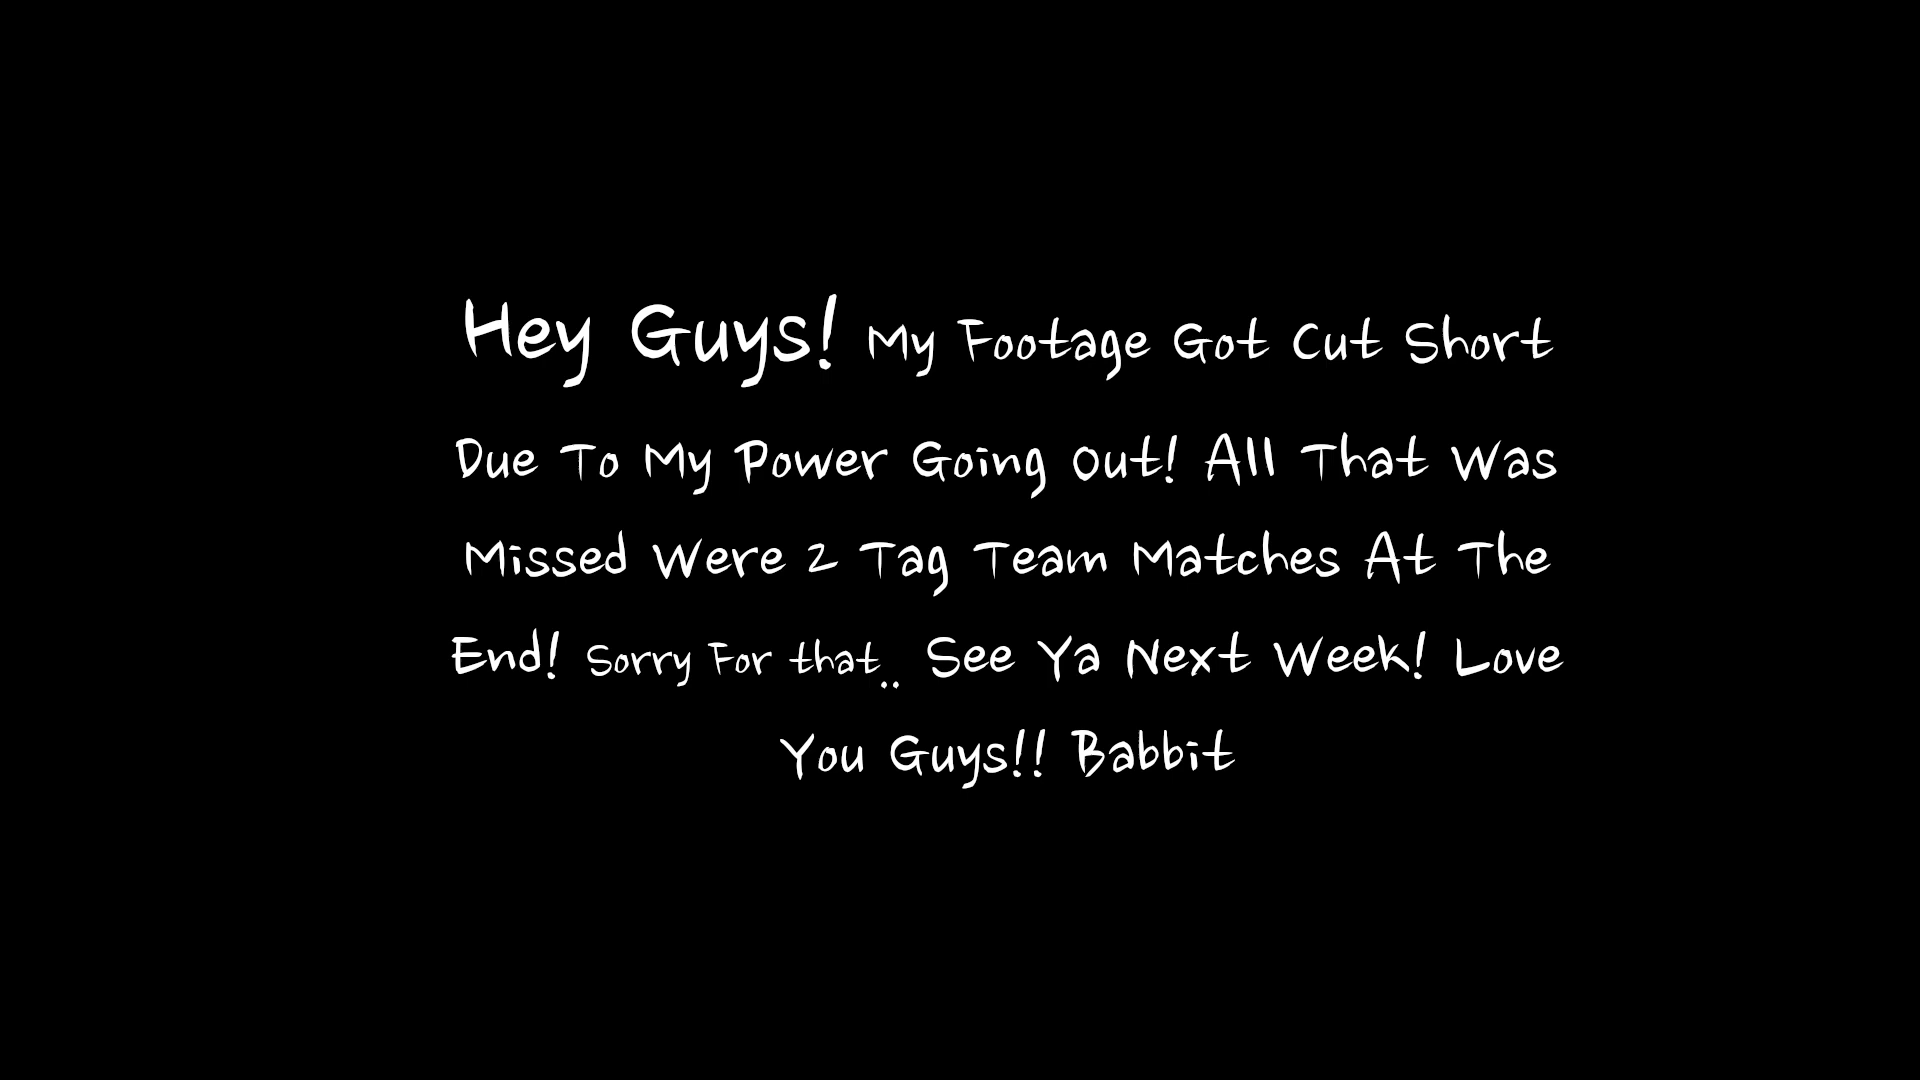 Hey Guys! My Footage Got Cut Short
Due To My Power Going Out! All That Was
Missed Were 2 Tag Team Matches At The
End! Sorry For that.. See Ya Next Week! Love
You Guys!! Babbit